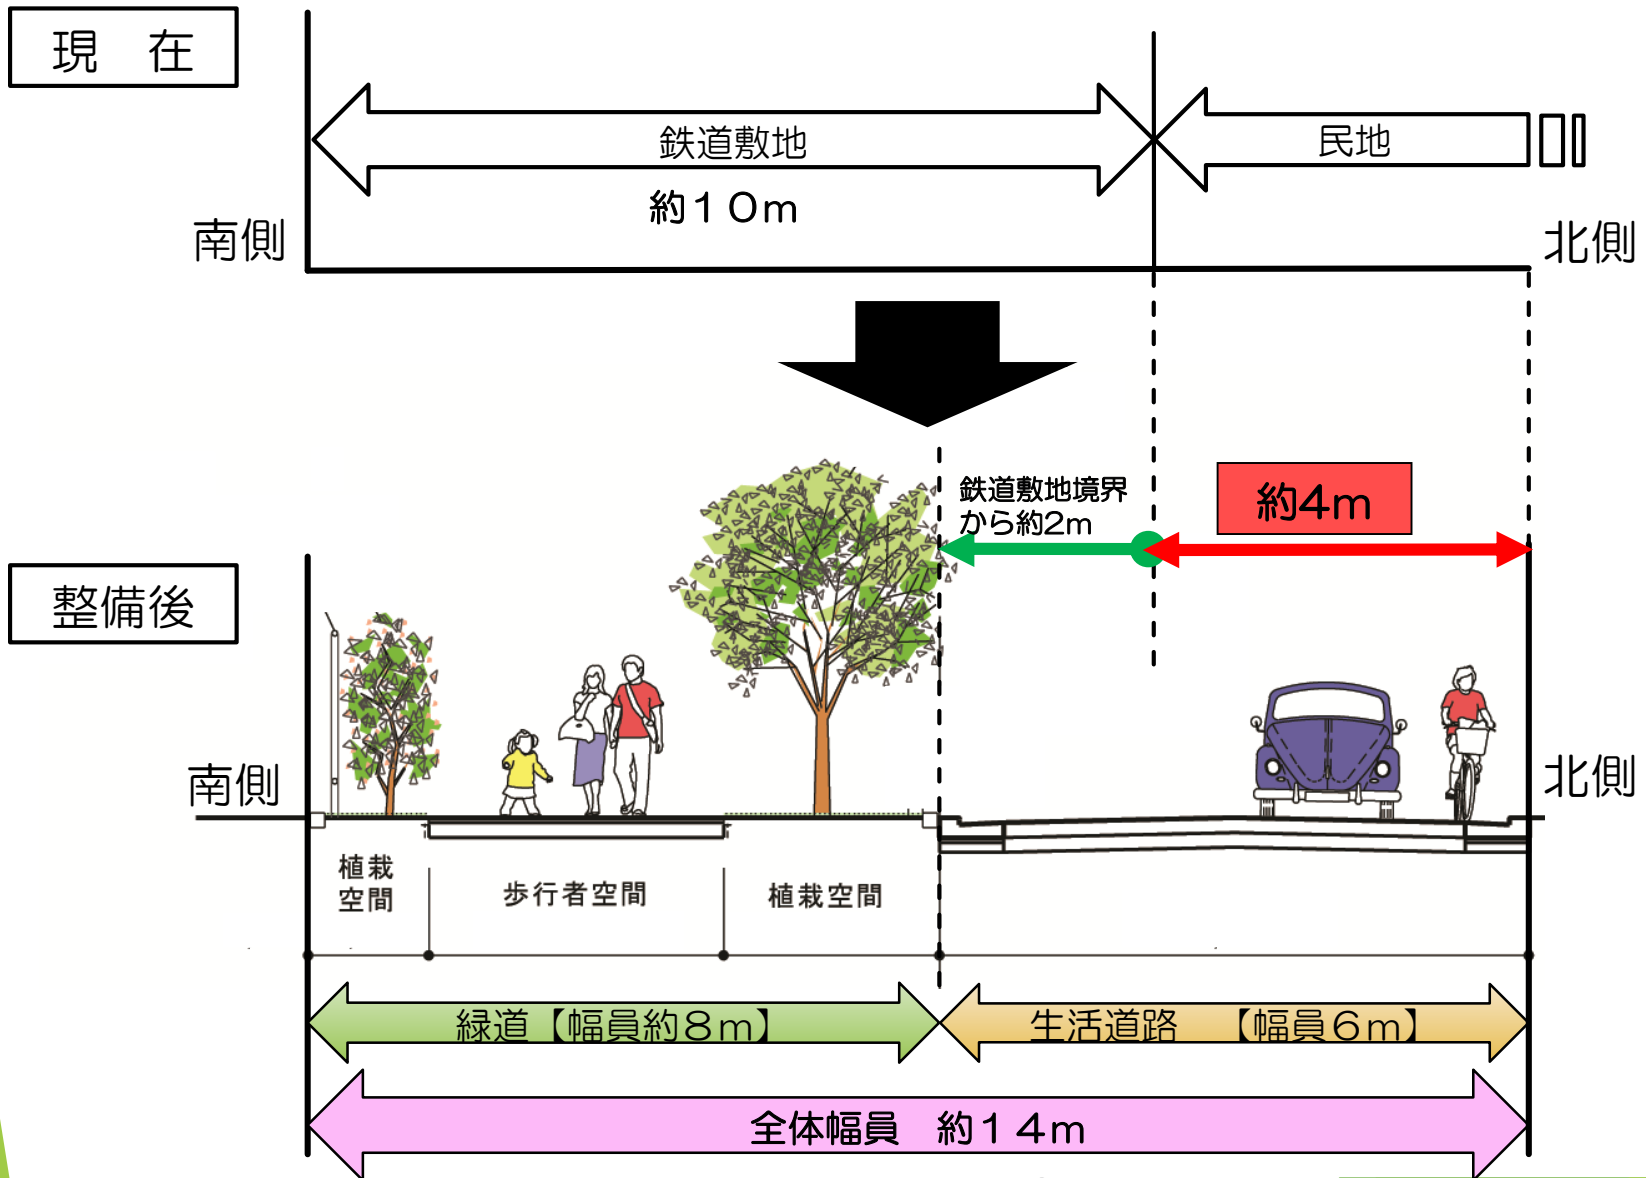 現　在
鉄道敷地
民地
約１０ｍ
南側
北側
鉄道敷地境界
から約2m
約4m
整備後
南側
北側
植栽
空間
歩行者空間
植栽空間
緑道【幅員約８ｍ】
生活道路　【幅員６ｍ】
全体幅員　約１４ｍ